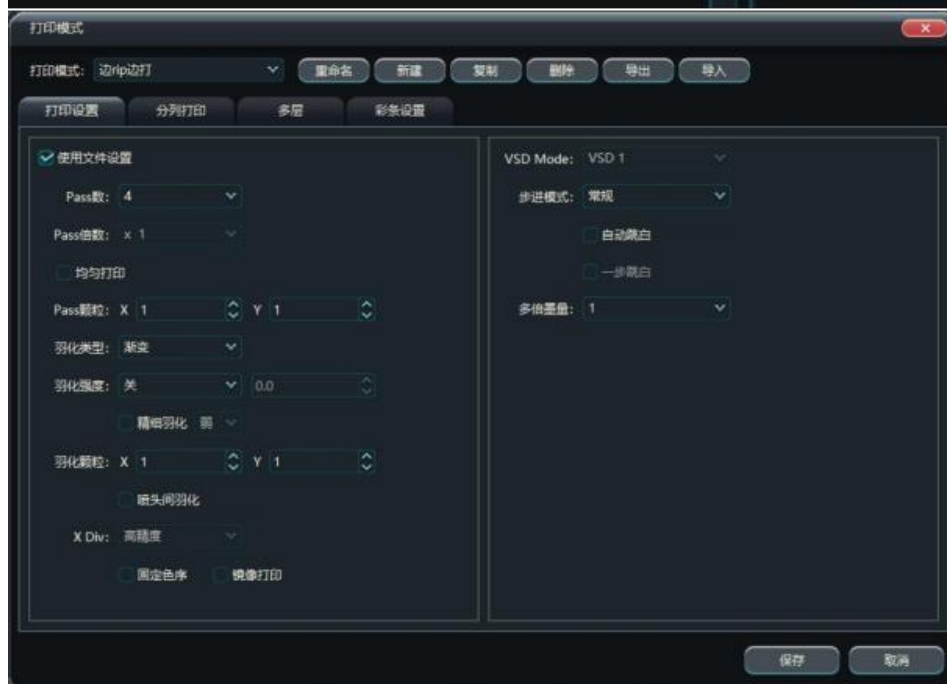 打印模式
打印模式: 边rip边打 重命名 新建 复制 删除 导出 导入
打印设置 分列打印 多层 彩条设置
使用文件设置
Pass数: 4
Pass倍数: x 1
均匀打印
Pass颗粒: X 1 Y 1
羽化类型: 渐变
羽化强度: 关 0.0
精细羽化 弱
羽化颗粒: X 1 Y 1
喷头间羽化
X Div: 高精度
固定色序 镜像打印
VSD Mode: VSD 1
步进模式: 常规
自动跳白
一步跳白
多倍墨量: 1
保存 取消